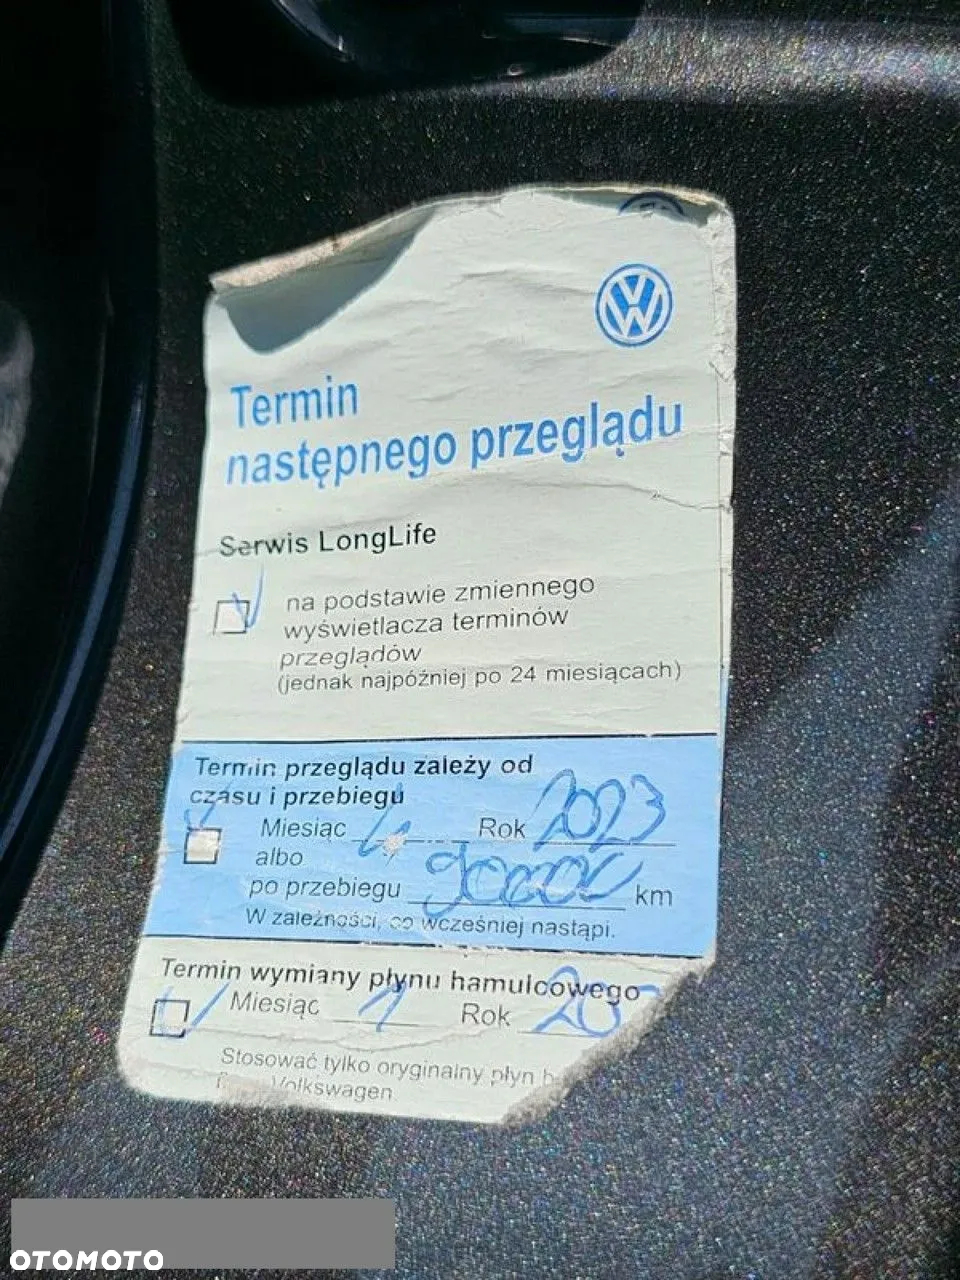 Termin
następnego przeglądu
Serwis LongLife
na podstawie zmiennego
wyświetlacza terminów
przeglądów
(jednak najpóźniej po 24 miesiącach)
Termin przeglądu zależy od
czasu i przebiegu
Miesiąc Rok 2023
albo
po przebiegu 90000 km
W zależności, co wcześniej nastąpi.
Termin wymiany płynu hamulcowego
Miesiąc 1 Rok 20
Stosować tylko oryginalny płyn h
Volkswagen
OTOMOTO